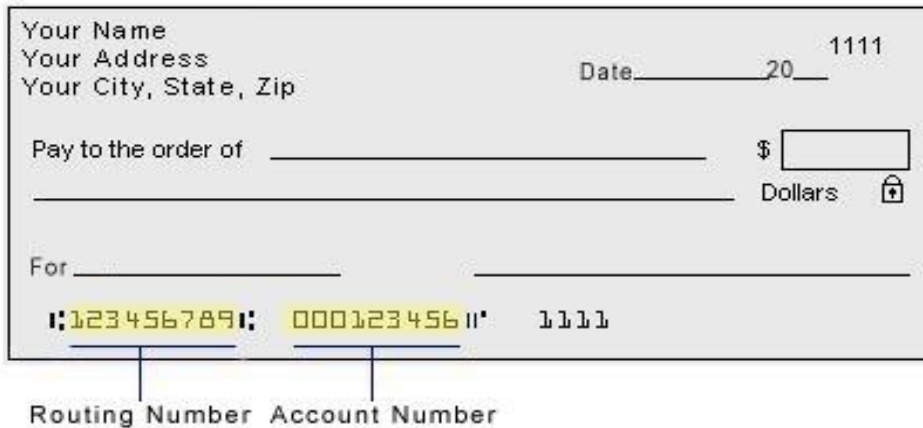 Your Name
1111
Your Address
Date 20
Your City, State, Zip
Pay to the order of $
Dollars
For
⑆123456789⑆ 000123456⑈ 1111
Routing Number Account Number